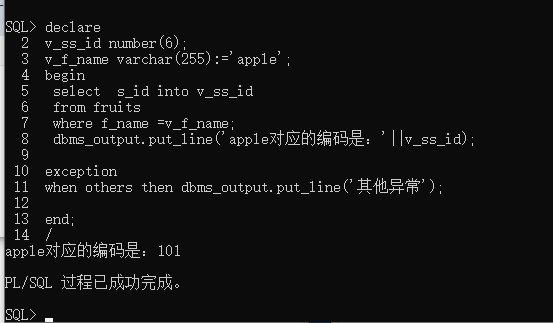 SQL> declare
2 v_ss_id number(6);
3 v_f_name varchar(255):='apple';
4 begin
5 select s_id into v_ss_id
6 from fruits
7 where f_name =v_f_name;
8 dbms_output.put_line('apple对应的编码是: '||v_ss_id);
9
10 exception
11 when others then dbms_output.put_line('其他异常');
12
13 end;
14 /
apple对应的编码是: 101
PL/SQL 过程已成功完成。
SQL>